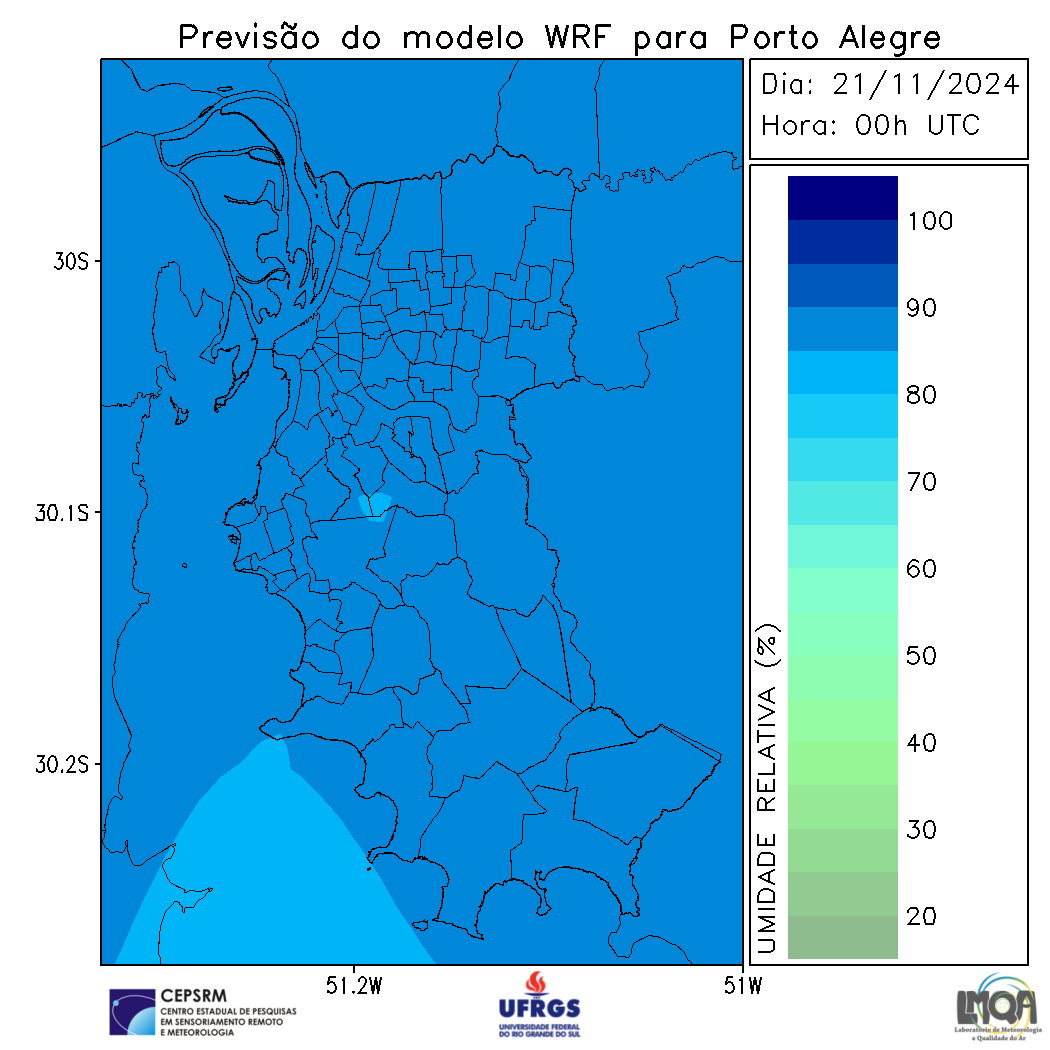 Previsão do modelo WRF para Porto Alegre
Dia: 21/11/2024
Hora: 00h UTC
30S
30.1S
30.2S
51.2W
51W
UMIDADE RELATIVA (%)
100
90
80
70
60
50
40
30
20
CEPSRM
CENTRO ESTADUAL DE PESQUISAS
EM SENSORIAMENTO REMOTO
E METEOROLOGIA
UFRGS
UNIVERSIDADE FEDERAL
DO RIO GRANDE DO SUL
LMQA
Laboratório de Meteorologia
e Qualidade do Ar